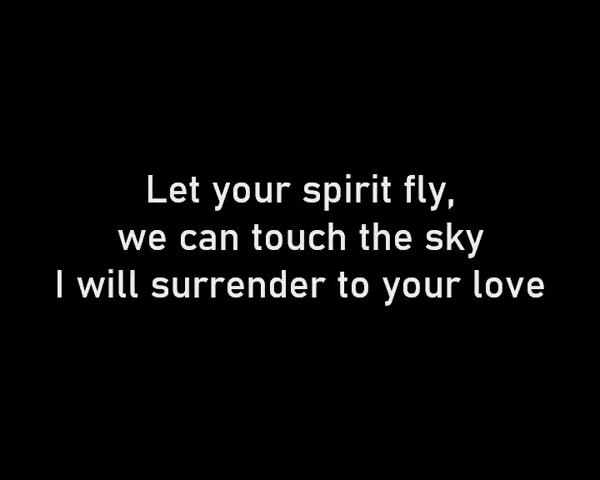 Let your spirit fly,
we can touch the sky
I will surrender to your love